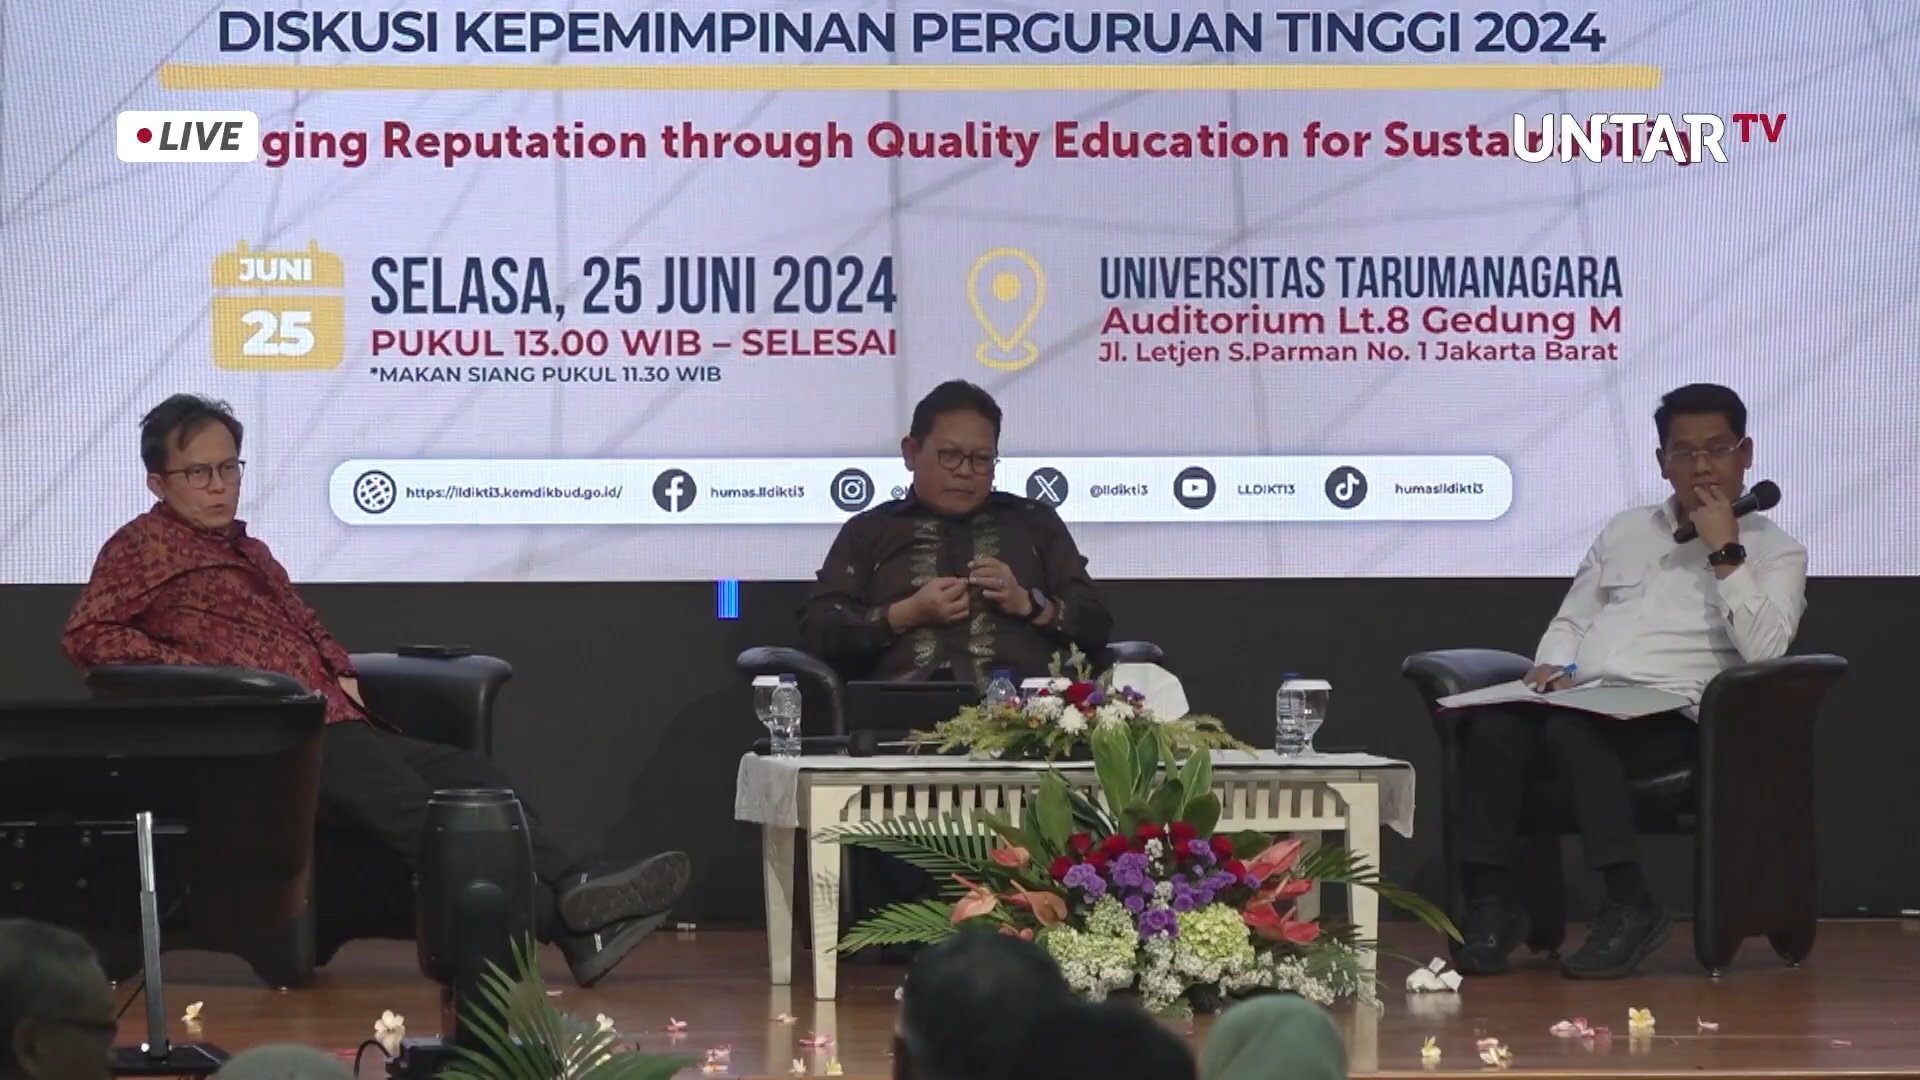 DISKUSI KEPEMIMPINAN PERGURUAN TINGGI 2024
LIVE
ging Reputation through Quality Education for
UNTAR TV
JUNI
25
SELASA, 25 JUNI 2024
PUKUL 13.00 WIB – SELESAI
*MAKAN SIANG PUKUL 11.30 WIB
UNIVERSITAS TARUMANAGARA
Auditorium Lt.8 Gedung M
Jl. Letjen S.Parman No. 1 Jakarta Barat
https://lldikti3.kemdikbud.go.id/
humas.lldikti3
@lldikti3
LLDIKTI3
humaslldikti3